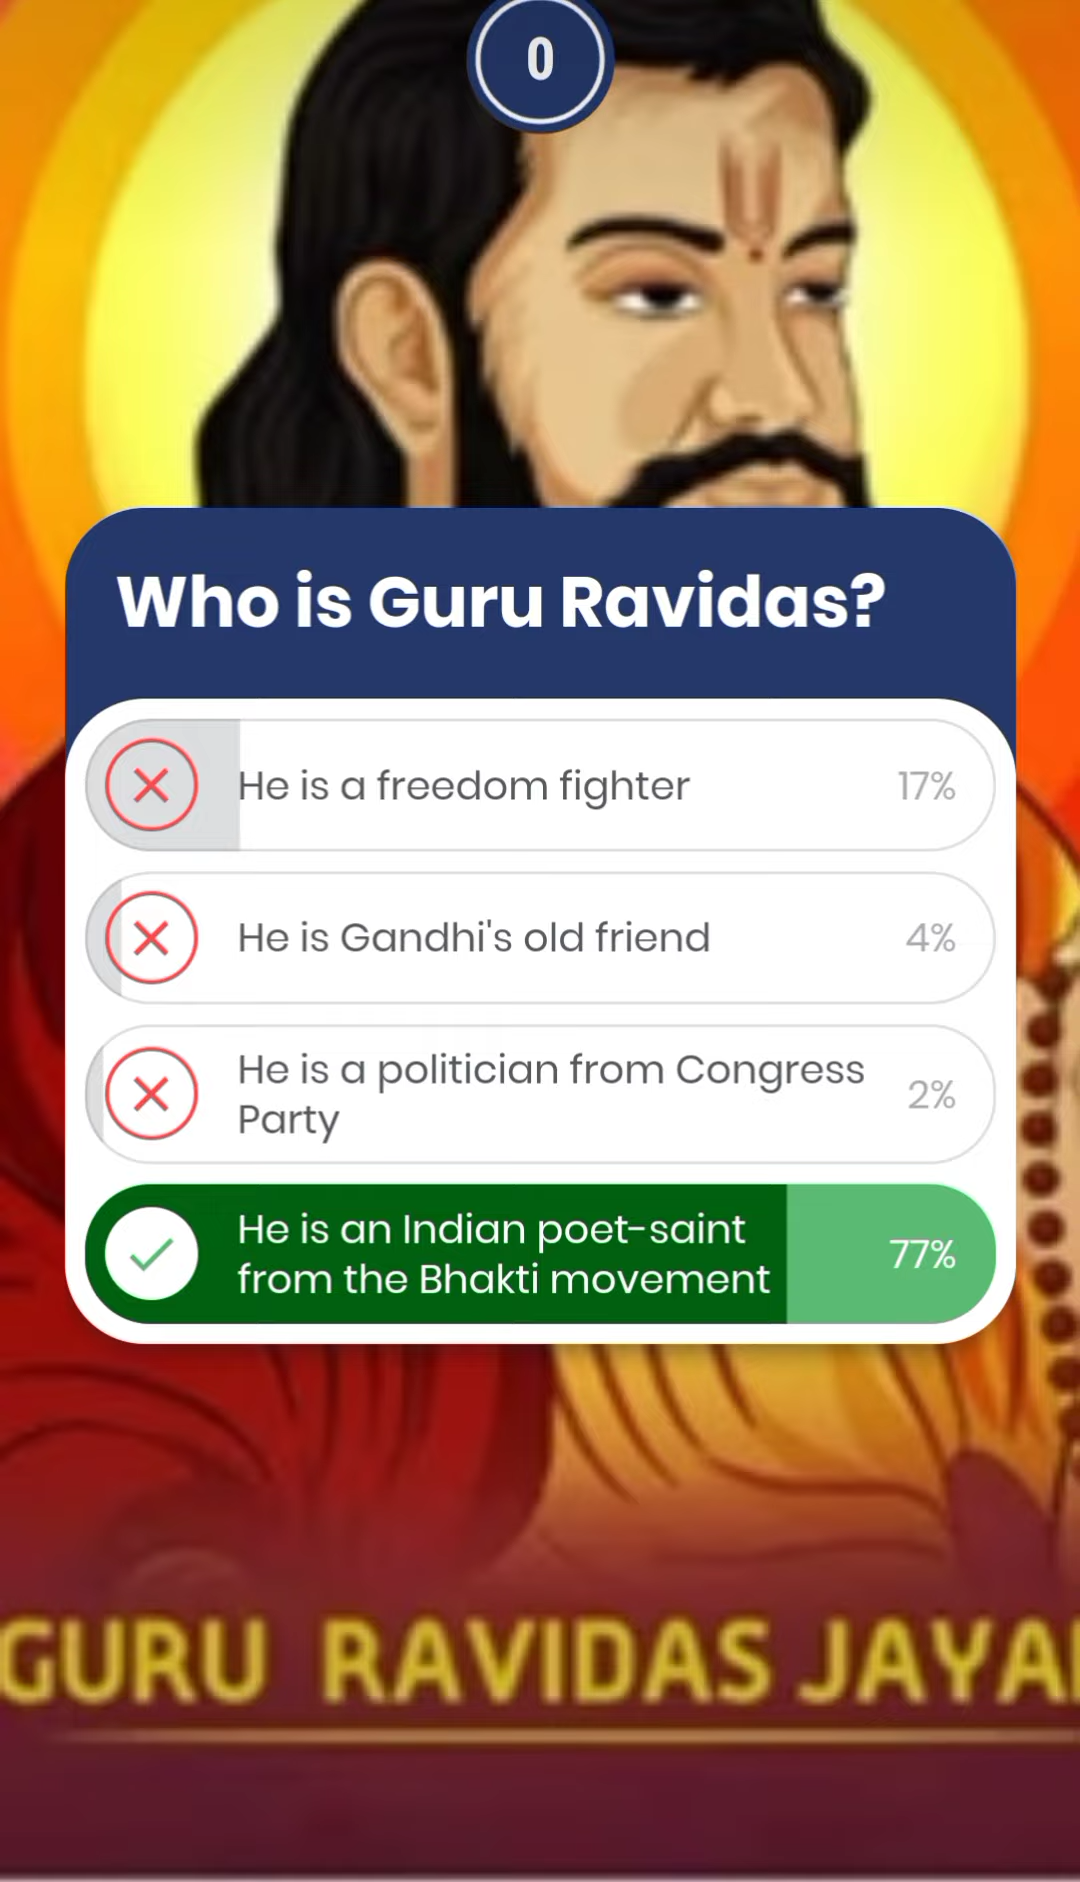 0
Who is Guru Ravidas?
He is a freedom fighter 17%
He is Gandhi's old friend 4%
He is a politician from Congress
Party
2%
He is an Indian poet-saint
from the Bhakti movement
77%
GURU RAVIDAS